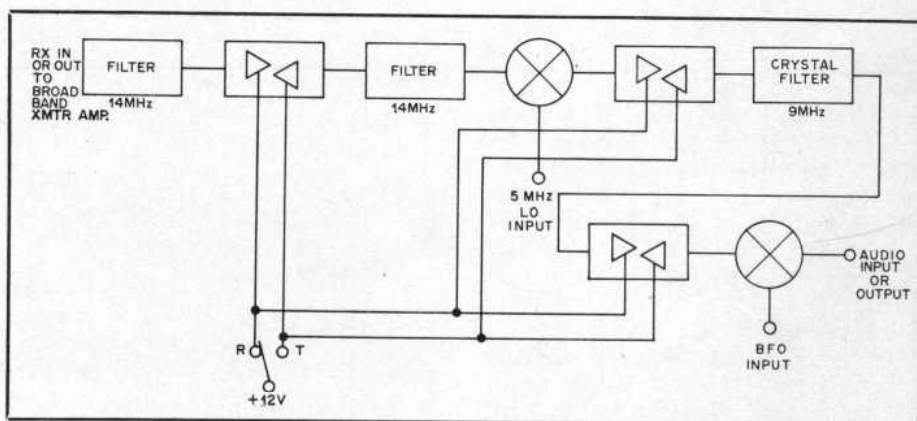 RX IN
OR OUT
TO
BROAD
BAND
XMTR AMP.
FILTER
14MHz
FILTER
14MHz
CRYSTAL
FILTER
9MHz
5 MHz
LO
INPUT
AUDIO
INPUT
OR
OUTPUT
BFO
INPUT
R
T
+12V